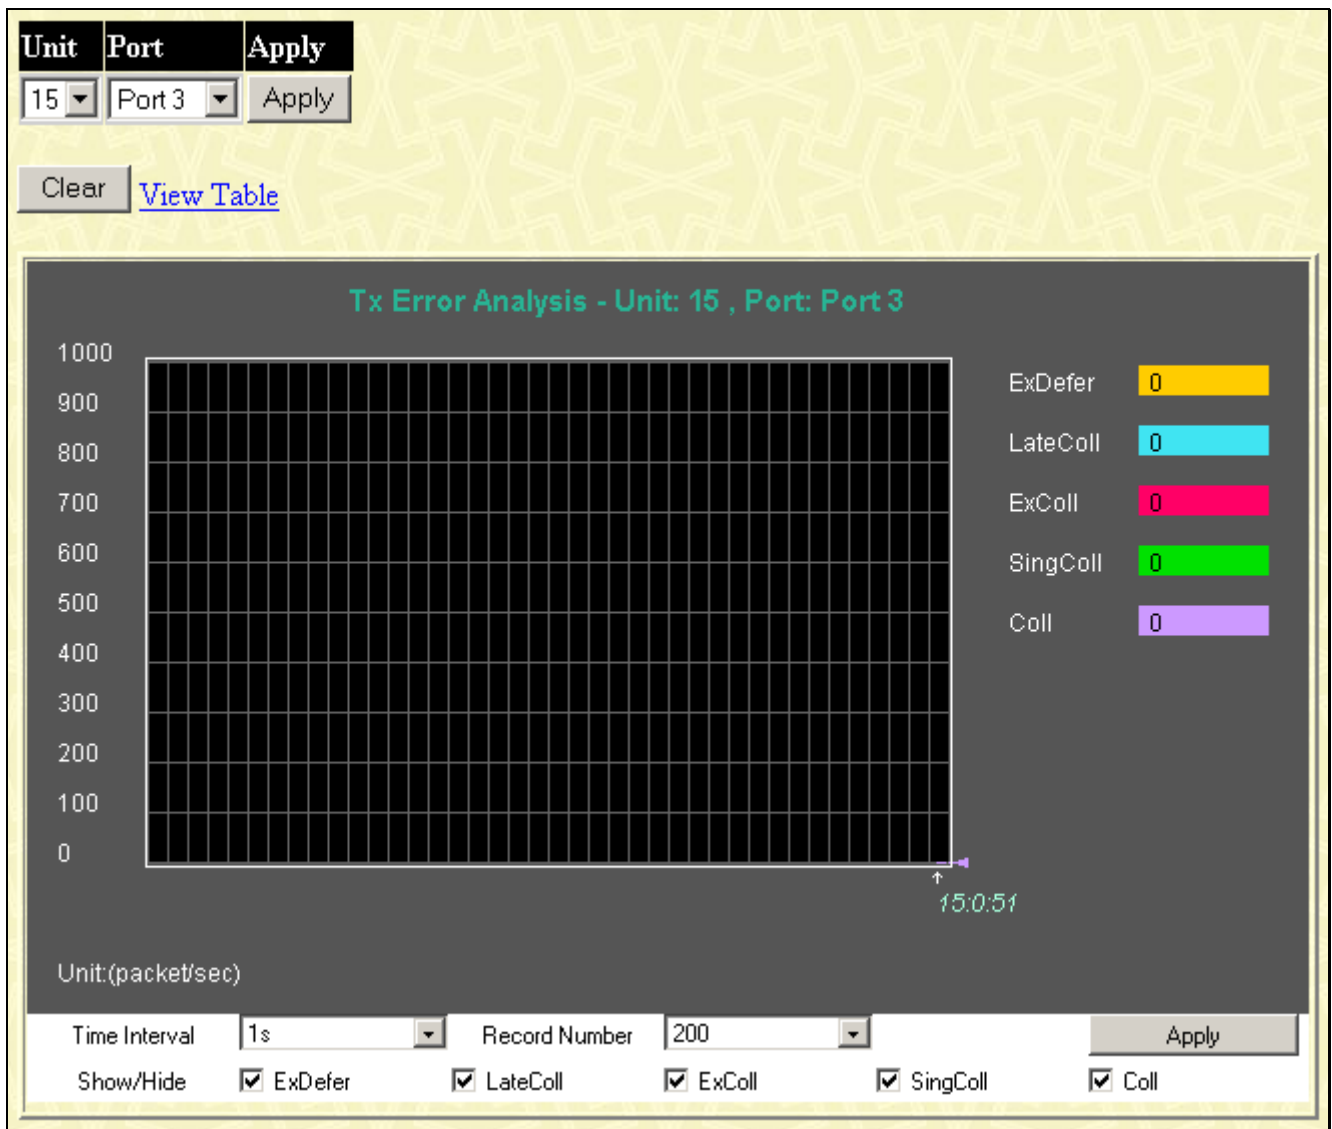 Unit Port Apply
15 Port 3 Apply
Clear View Table
Tx Error Analysis - Unit: 15 , Port: Port 3
1000
900
800
700
600
500
400
300
200
100
0
ExDefer 0
LateColl 0
ExColl 0
SingColl 0
Coll 0
15:0:51
Unit:(packet/sec)
Time Interval 1s Record Number 200 Apply
Show/Hide ExDefer LateColl ExColl SingColl Coll